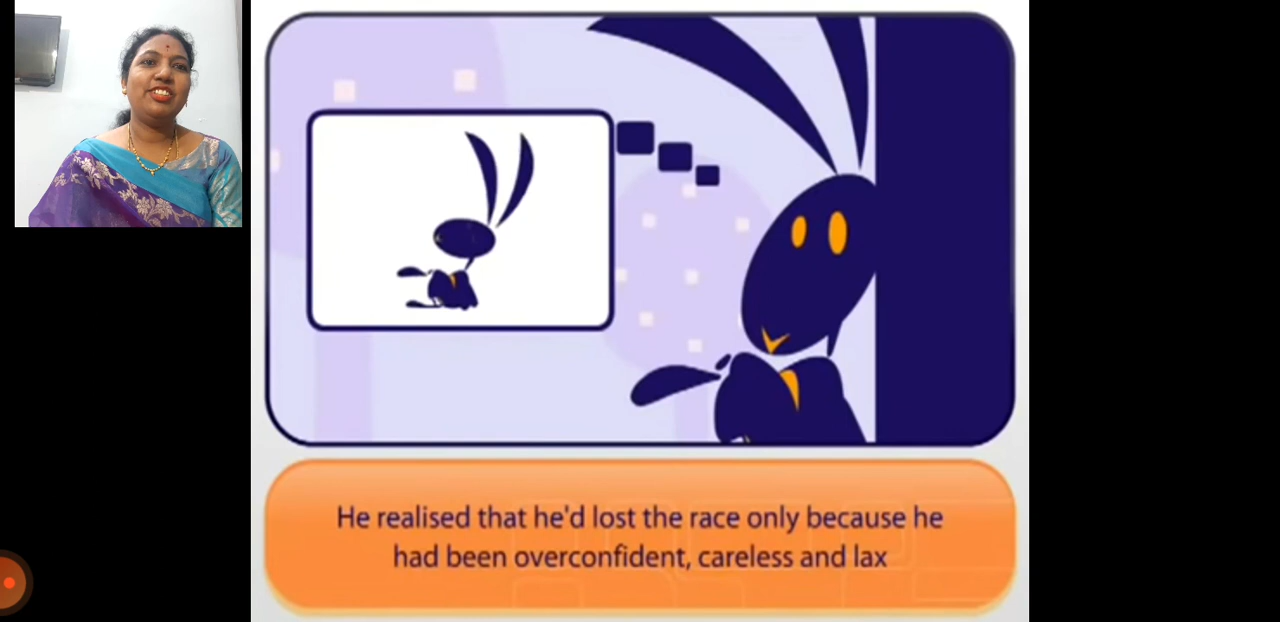 He realised that he'd lost the race only because he
had been overconfident, careless and lax